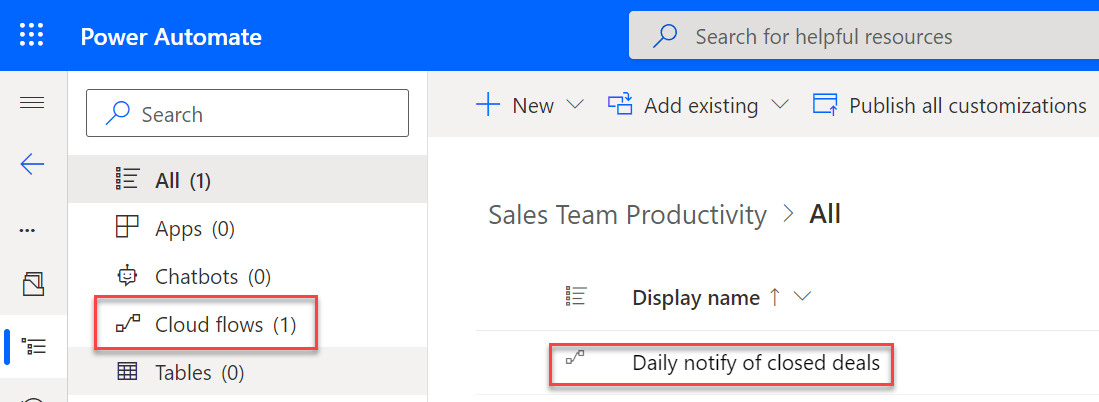 Power Automate
Search for helpful resources
Search
All (1)
Apps (0)
Chatbots (0)
Cloud flows (1)
Tables (0)
New
Add existing
Publish all customizations
Sales Team Productivity > All
Display name ↑
Daily notify of closed deals